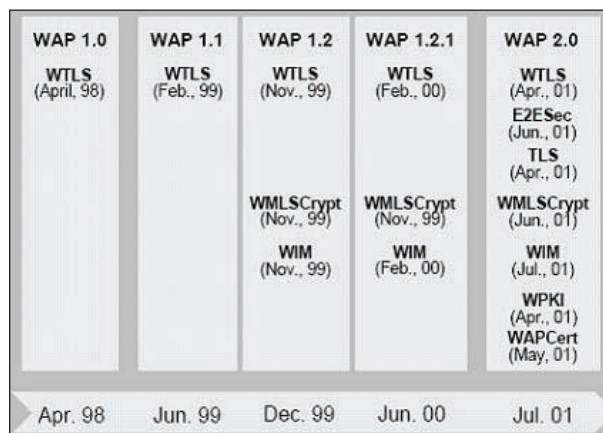 WAP 1.0
WTLS
(April, 98)
WAP 1.1
WTLS
(Feb., 99)
WAP 1.2
WTLS
(Nov., 99)
WMLSCrypt
(Nov., 99)
WIM
(Nov., 99)
WAP 1.2.1
WTLS
(Feb., 00)
WMLSCrypt
(Nov., 99)
WIM
(Feb., 00)
WAP 2.0
WTLS
(Apr., 01)
E2ESec
(Jun., 01)
TLS
(Apr., 01)
WMLSCrypt
(Jun., 01)
WIM
(Jul., 01)
WPKI
(Apr., 01)
WAPCert
(May, 01)
Apr. 98
Jun. 99
Dec. 99
Jun. 00
Jul. 01